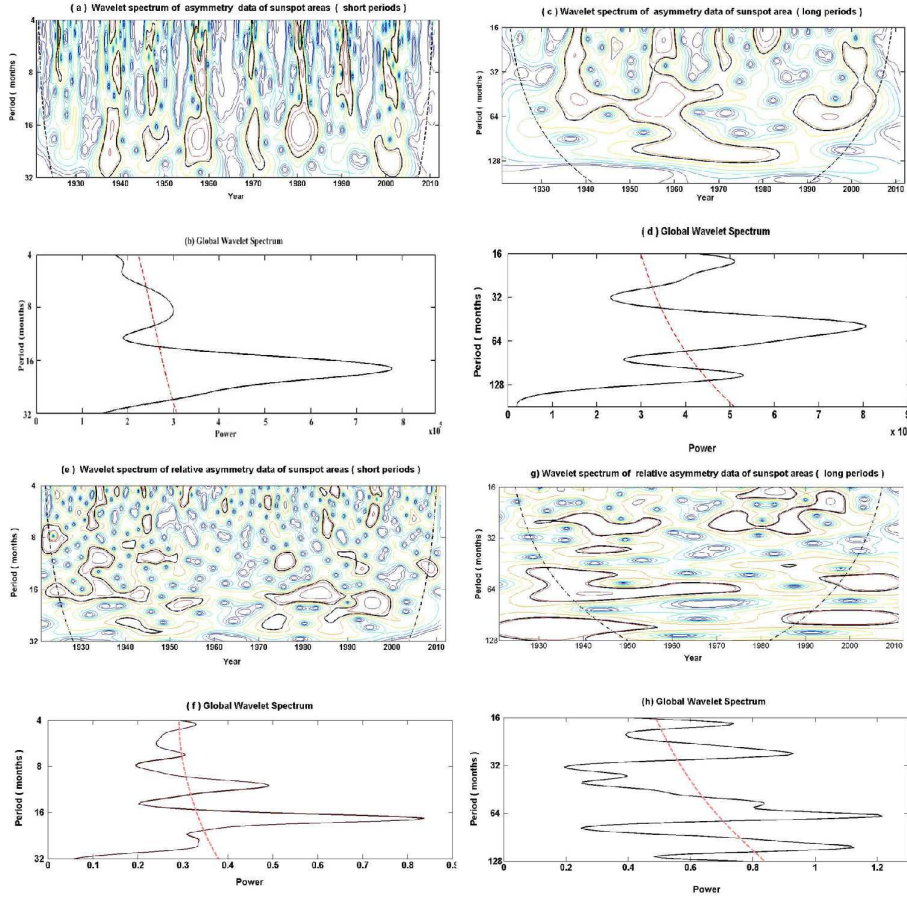 ( a ) Wavelet spectrum of asymmetry data of sunspot areas ( short periods )
4
8
16
32
Period ( months )
1930 1940 1950 1960 1970 1980 1990 2000 2010
Year
( c ) Wavelet spectrum of asymmetry data of sunspot area ( long periods )
16
32
64
128
Period ( months )
1930 1940 1950 1960 1970 1980 1990 2000 2010
Year
(b) Global Wavelet Spectrum
4
8
16
32
Period (months)
0 1 2 3 4 5 6 7 8
x10
Power
( d ) Global Wavelet Spectrum
16
32
64
128
Period ( months )
0 1 2 3 4 5 6 7 8 9
x 10
Power
(e) Wavelet spectrum of relative asymmetry data of sunspot areas ( short periods )
4
8
16
32
Period ( months )
1930 1940 1950 1960 1970 1980 1990 2000 2010
Year
g) Wavelet spectrum of relative asymmetry data of sunspot areas ( long periods )
16
32
64
128
Period ( months )
1930 1940 1950 1960 1970 1980 1990 2000 2010
Year
( f ) Global Wavelet Spectrum
4
8
16
32
Period ( months )
0 0.1 0.2 0.3 0.4 0.5 0.6 0.7 0.8 0.9
Power
(h) Global Wavelet Spectrum
16
32
64
128
Period ( months )
0 0.2 0.4 0.6 0.8 1 1.2
Power